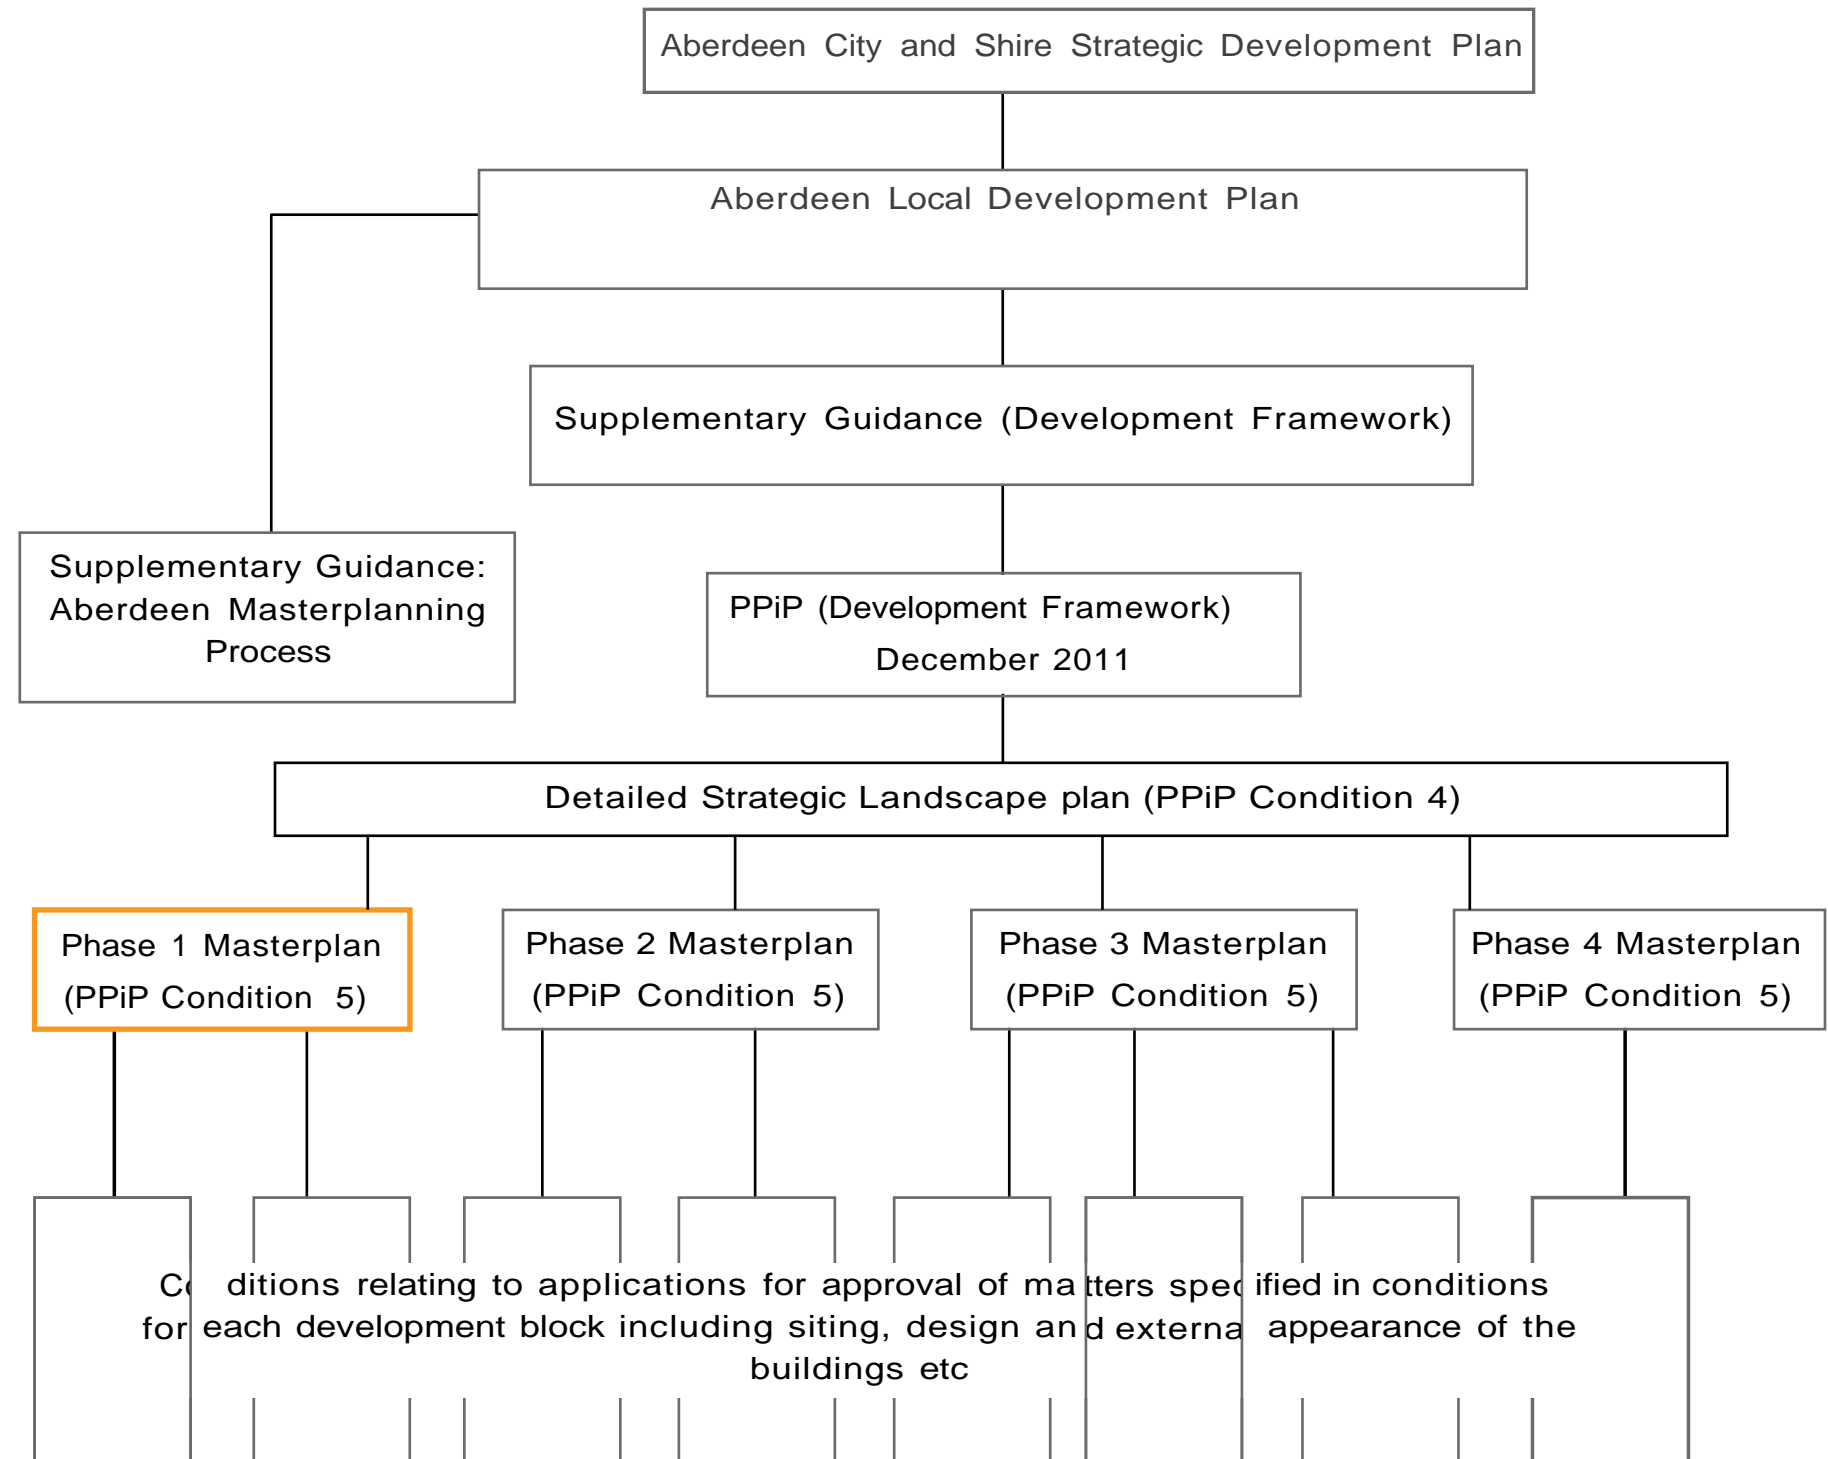 Aberdeen City and Shire Strategic Development Plan
Aberdeen Local Development Plan
Supplementary Guidance (Development Framework)
Supplementary Guidance:
Aberdeen Masterplanning
Process
PPiP (Development Framework)
December 2011
Detailed Strategic Landscape plan (PPiP Condition 4)
Phase 1 Masterplan
(PPiP Condition 5)
Phase 2 Masterplan
(PPiP Condition 5)
Phase 3 Masterplan
(PPiP Condition 5)
Phase 4 Masterplan
(PPiP Condition 5)
Conditions relating to applications for approval of matters specified in conditions
for each development block including siting, design and external appearance of the
buildings etc